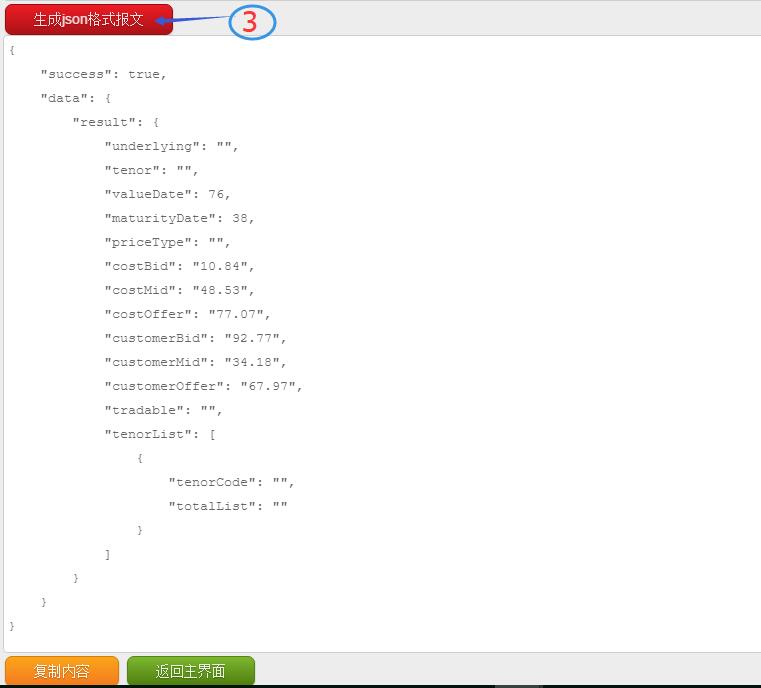 生成json格式报文
3
{
    "success": true,
    "data": {
        "result": {
            "underlying": "",
            "tenor": "",
            "valueDate": 76,
            "maturityDate": 38,
            "priceType": "",
            "costBid": "10.84",
            "costMid": "48.53",
            "costOffer": "77.07",
            "customerBid": "92.77",
            "customerMid": "34.18",
            "customerOffer": "67.97",
            "tradable": "",
            "tenorList": [
                {
                    "tenorCode": "",
                    "totalList": ""
                }
            ]
        }
    }
}
复制内容
返回主界面